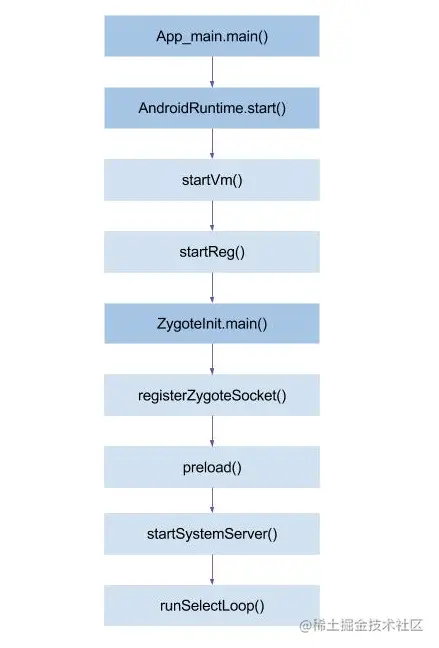 App_main.main()
AndroidRuntime.start()
startVm()
startReg()
ZygoteInit.main()
registerZygoteSocket()
preload()
startSystemServer()
runSelectLoop()
@稀土掘金技术社区